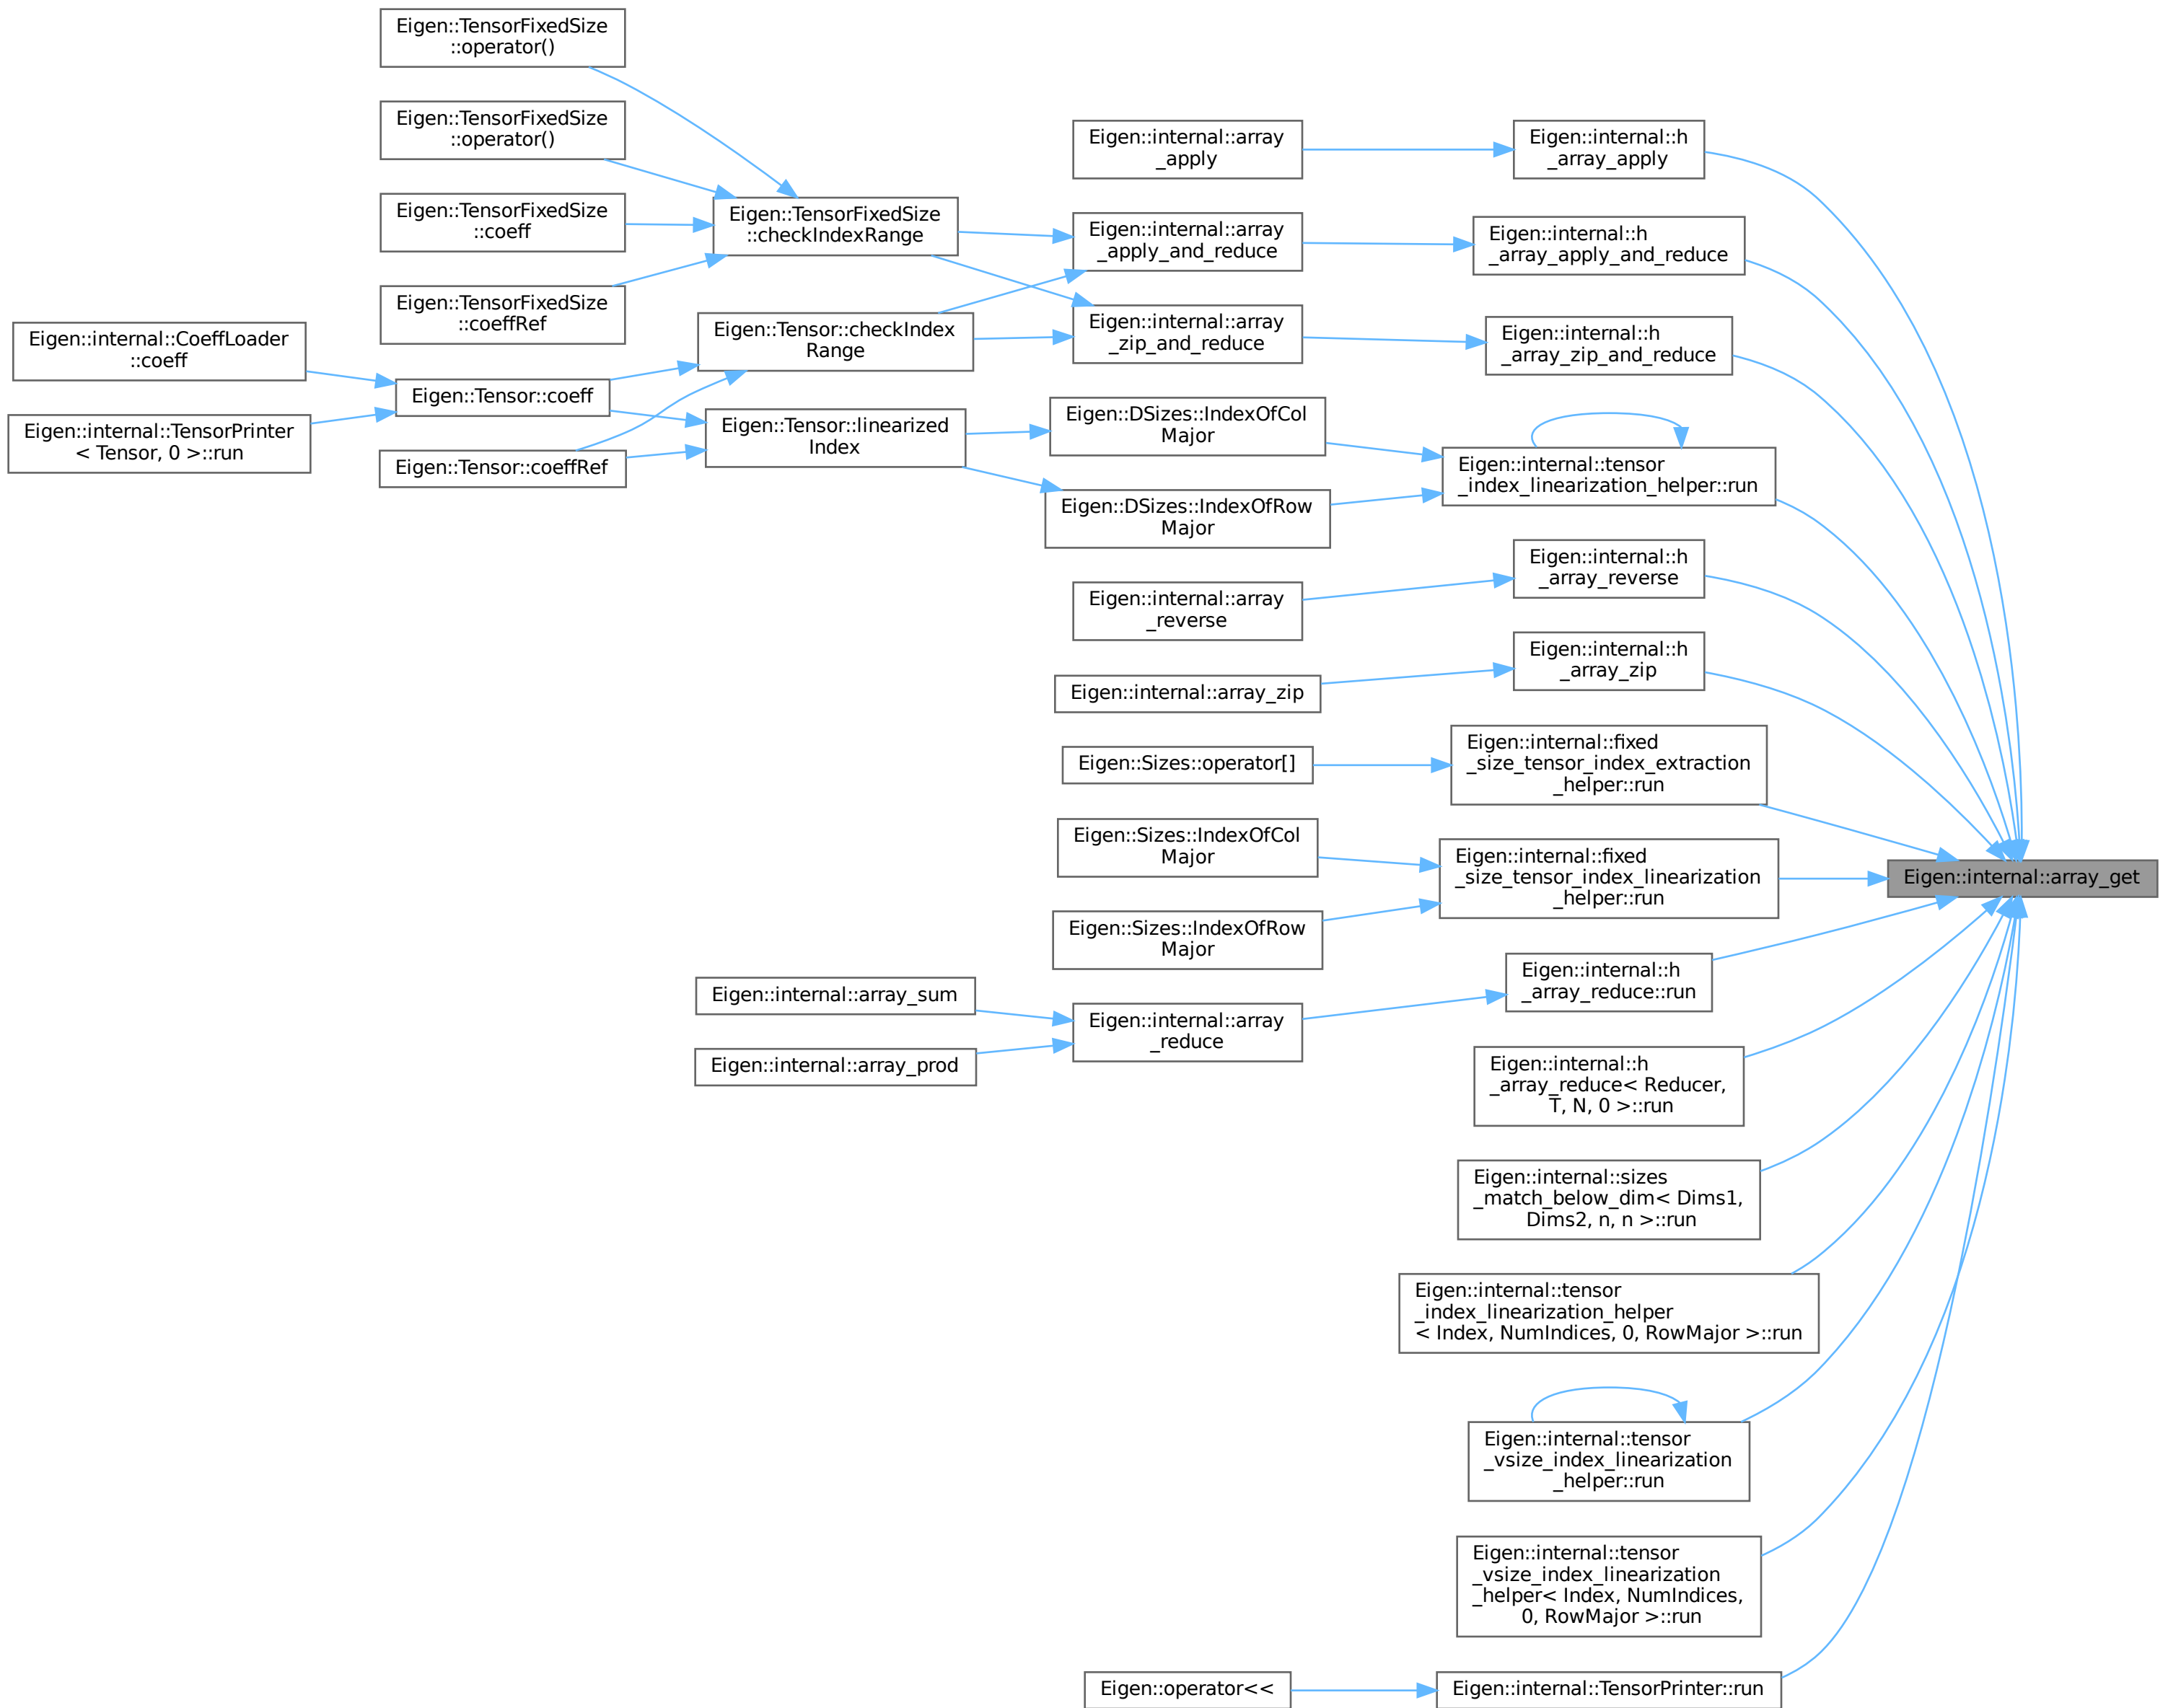 Eigen::TensorFixedSize
::operator()
Eigen::TensorFixedSize
::operator()
Eigen::TensorFixedSize
::coeff
Eigen::TensorFixedSize
::coeffRef
Eigen::internal::CoeffLoader
::coeff
Eigen::internal::TensorPrinter
< Tensor, 0 >::run
Eigen::Tensor::coeff
Eigen::Tensor::coeffRef
Eigen::TensorFixedSize
::checkIndexRange
Eigen::Tensor::checkIndex
Range
Eigen::Tensor::linearized
Index
Eigen::internal::array_sum
Eigen::internal::array_prod
Eigen::internal::array
_apply
Eigen::internal::array
_apply_and_reduce
Eigen::internal::array
_zip_and_reduce
Eigen::DSizes::IndexOfCol
Major
Eigen::DSizes::IndexOfRow
Major
Eigen::internal::array
_reverse
Eigen::internal::array_zip
Eigen::Sizes::operator[]
Eigen::Sizes::IndexOfCol
Major
Eigen::Sizes::IndexOfRow
Major
Eigen::internal::array
_reduce
Eigen::operator<<
Eigen::internal::h
_array_apply
Eigen::internal::h
_array_apply_and_reduce
Eigen::internal::h
_array_zip_and_reduce
Eigen::internal::tensor
_index_linearization_helper::run
Eigen::internal::h
_array_reverse
Eigen::internal::h
_array_zip
Eigen::internal::fixed
_size_tensor_index_extraction
_helper::run
Eigen::internal::fixed
_size_tensor_index_linearization
_helper::run
Eigen::internal::h
_array_reduce::run
Eigen::internal::h
_array_reduce< Reducer,
T, N, 0 >::run
Eigen::internal::sizes
_match_below_dim< Dims1,
Dims2, n, n >::run
Eigen::internal::tensor
_index_linearization_helper
< Index, NumIndices, 0, RowMajor >::run
Eigen::internal::tensor
_vsize_index_linearization
_helper::run
Eigen::internal::tensor
_vsize_index_linearization
_helper< Index, NumIndices,
0, RowMajor >::run
Eigen::internal::TensorPrinter::run
Eigen::internal::array_get